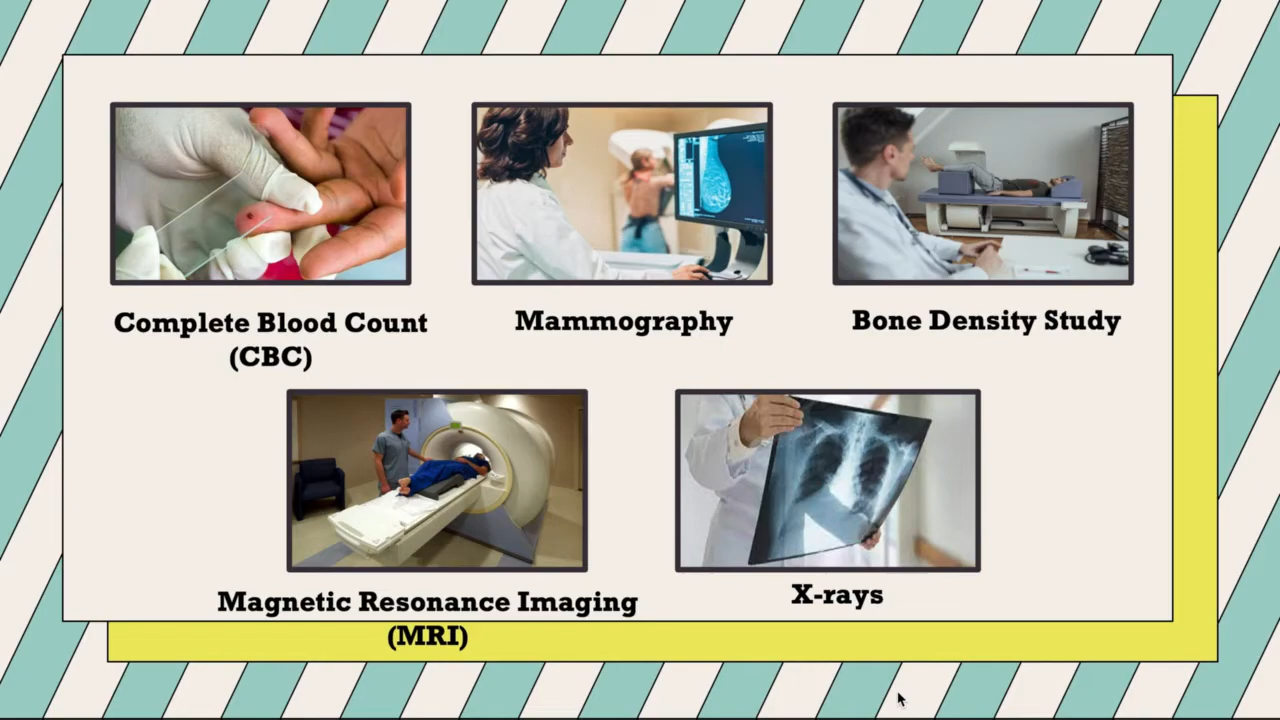 Complete Blood Count
(CBC)
Mammography
Bone Density Study
Magnetic Resonance Imaging
(MRI)
X-rays